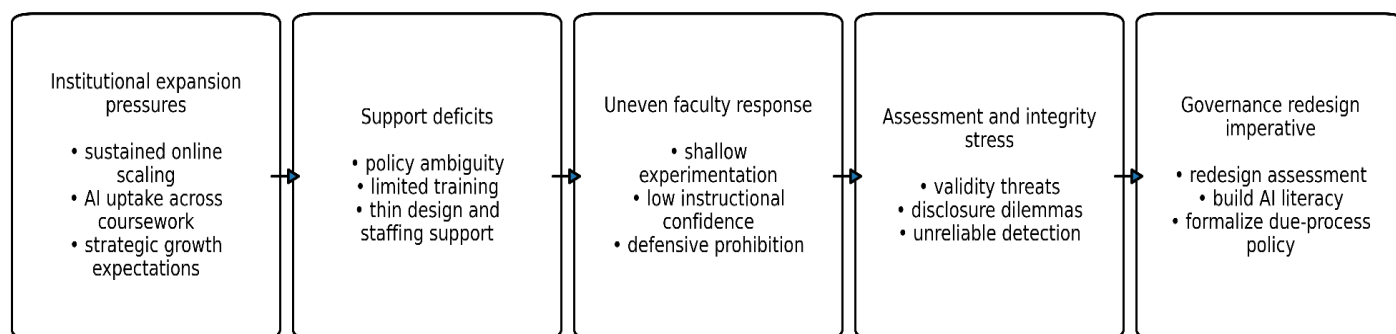 Institutional expansion
pressures
• sustained online
scaling
• AI uptake across
coursework
• strategic growth
expectations
Support deficits
• policy ambiguity
• limited training
• thin design and
staffing support
Uneven faculty response
• shallow
experimentation
• low instructional
confidence
• defensive prohibition
Assessment and integrity
stress
• validity threats
• disclosure dilemmas
• unreliable detection
Governance redesign
imperative
• redesign assessment
• build AI literacy
• formalize due-process
policy